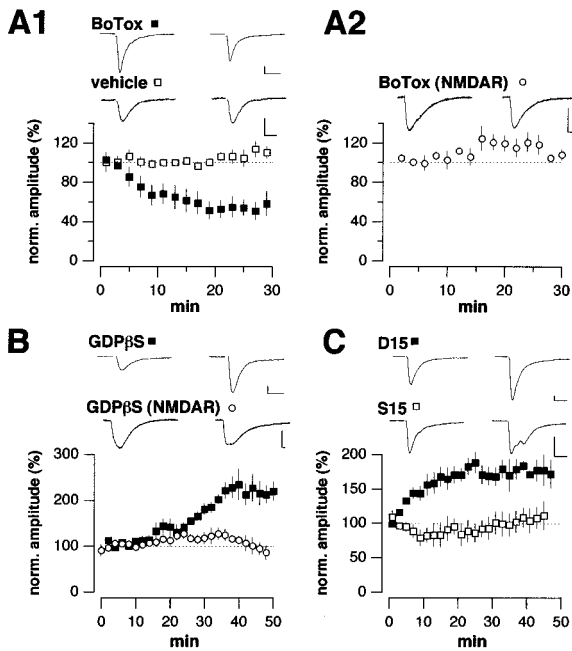 A1
BoTox ■
vehicle □
norm. amplitude (%)
120
80
40
0
0 10 20 30
min
A2
BoTox (NMDAR) ○
norm. amplitude (%)
120
80
40
0
0 10 20 30
min
B
GDPβS ■
GDPβS (NMDAR) ○
norm. amplitude (%)
300
200
100
0
0 10 20 30 40 50
min
C
D15 ■
S15 □
norm. amplitude (%)
200
150
100
50
0
0 10 20 30 40 50
min